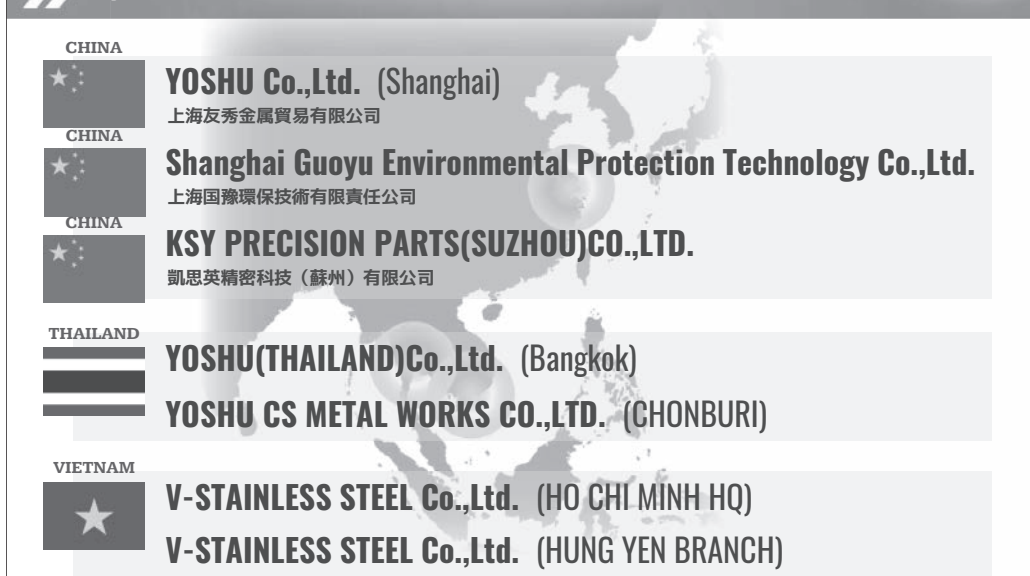 CHINA
YOSHU Co.,Ltd. (Shanghai)
上海友秀金属貿易有限公司
CHINA
Shanghai Guoyu Environmental Protection Technology Co.,Ltd.
上海国豫環保技術有限責任公司
CHINA
KSY PRECISION PARTS(SUZHOU)CO.,LTD.
凱思英精密科技（蘇州）有限公司
THAILAND
YOSHU(THAILAND)Co.,Ltd. (Bangkok)
YOSHU CS METAL WORKS CO.,LTD. (CHONBURI)
VIETNAM
V-STAINLESS STEEL Co.,Ltd. (HO CHI MINH HQ)
V-STAINLESS STEEL Co.,Ltd. (HUNG YEN BRANCH)